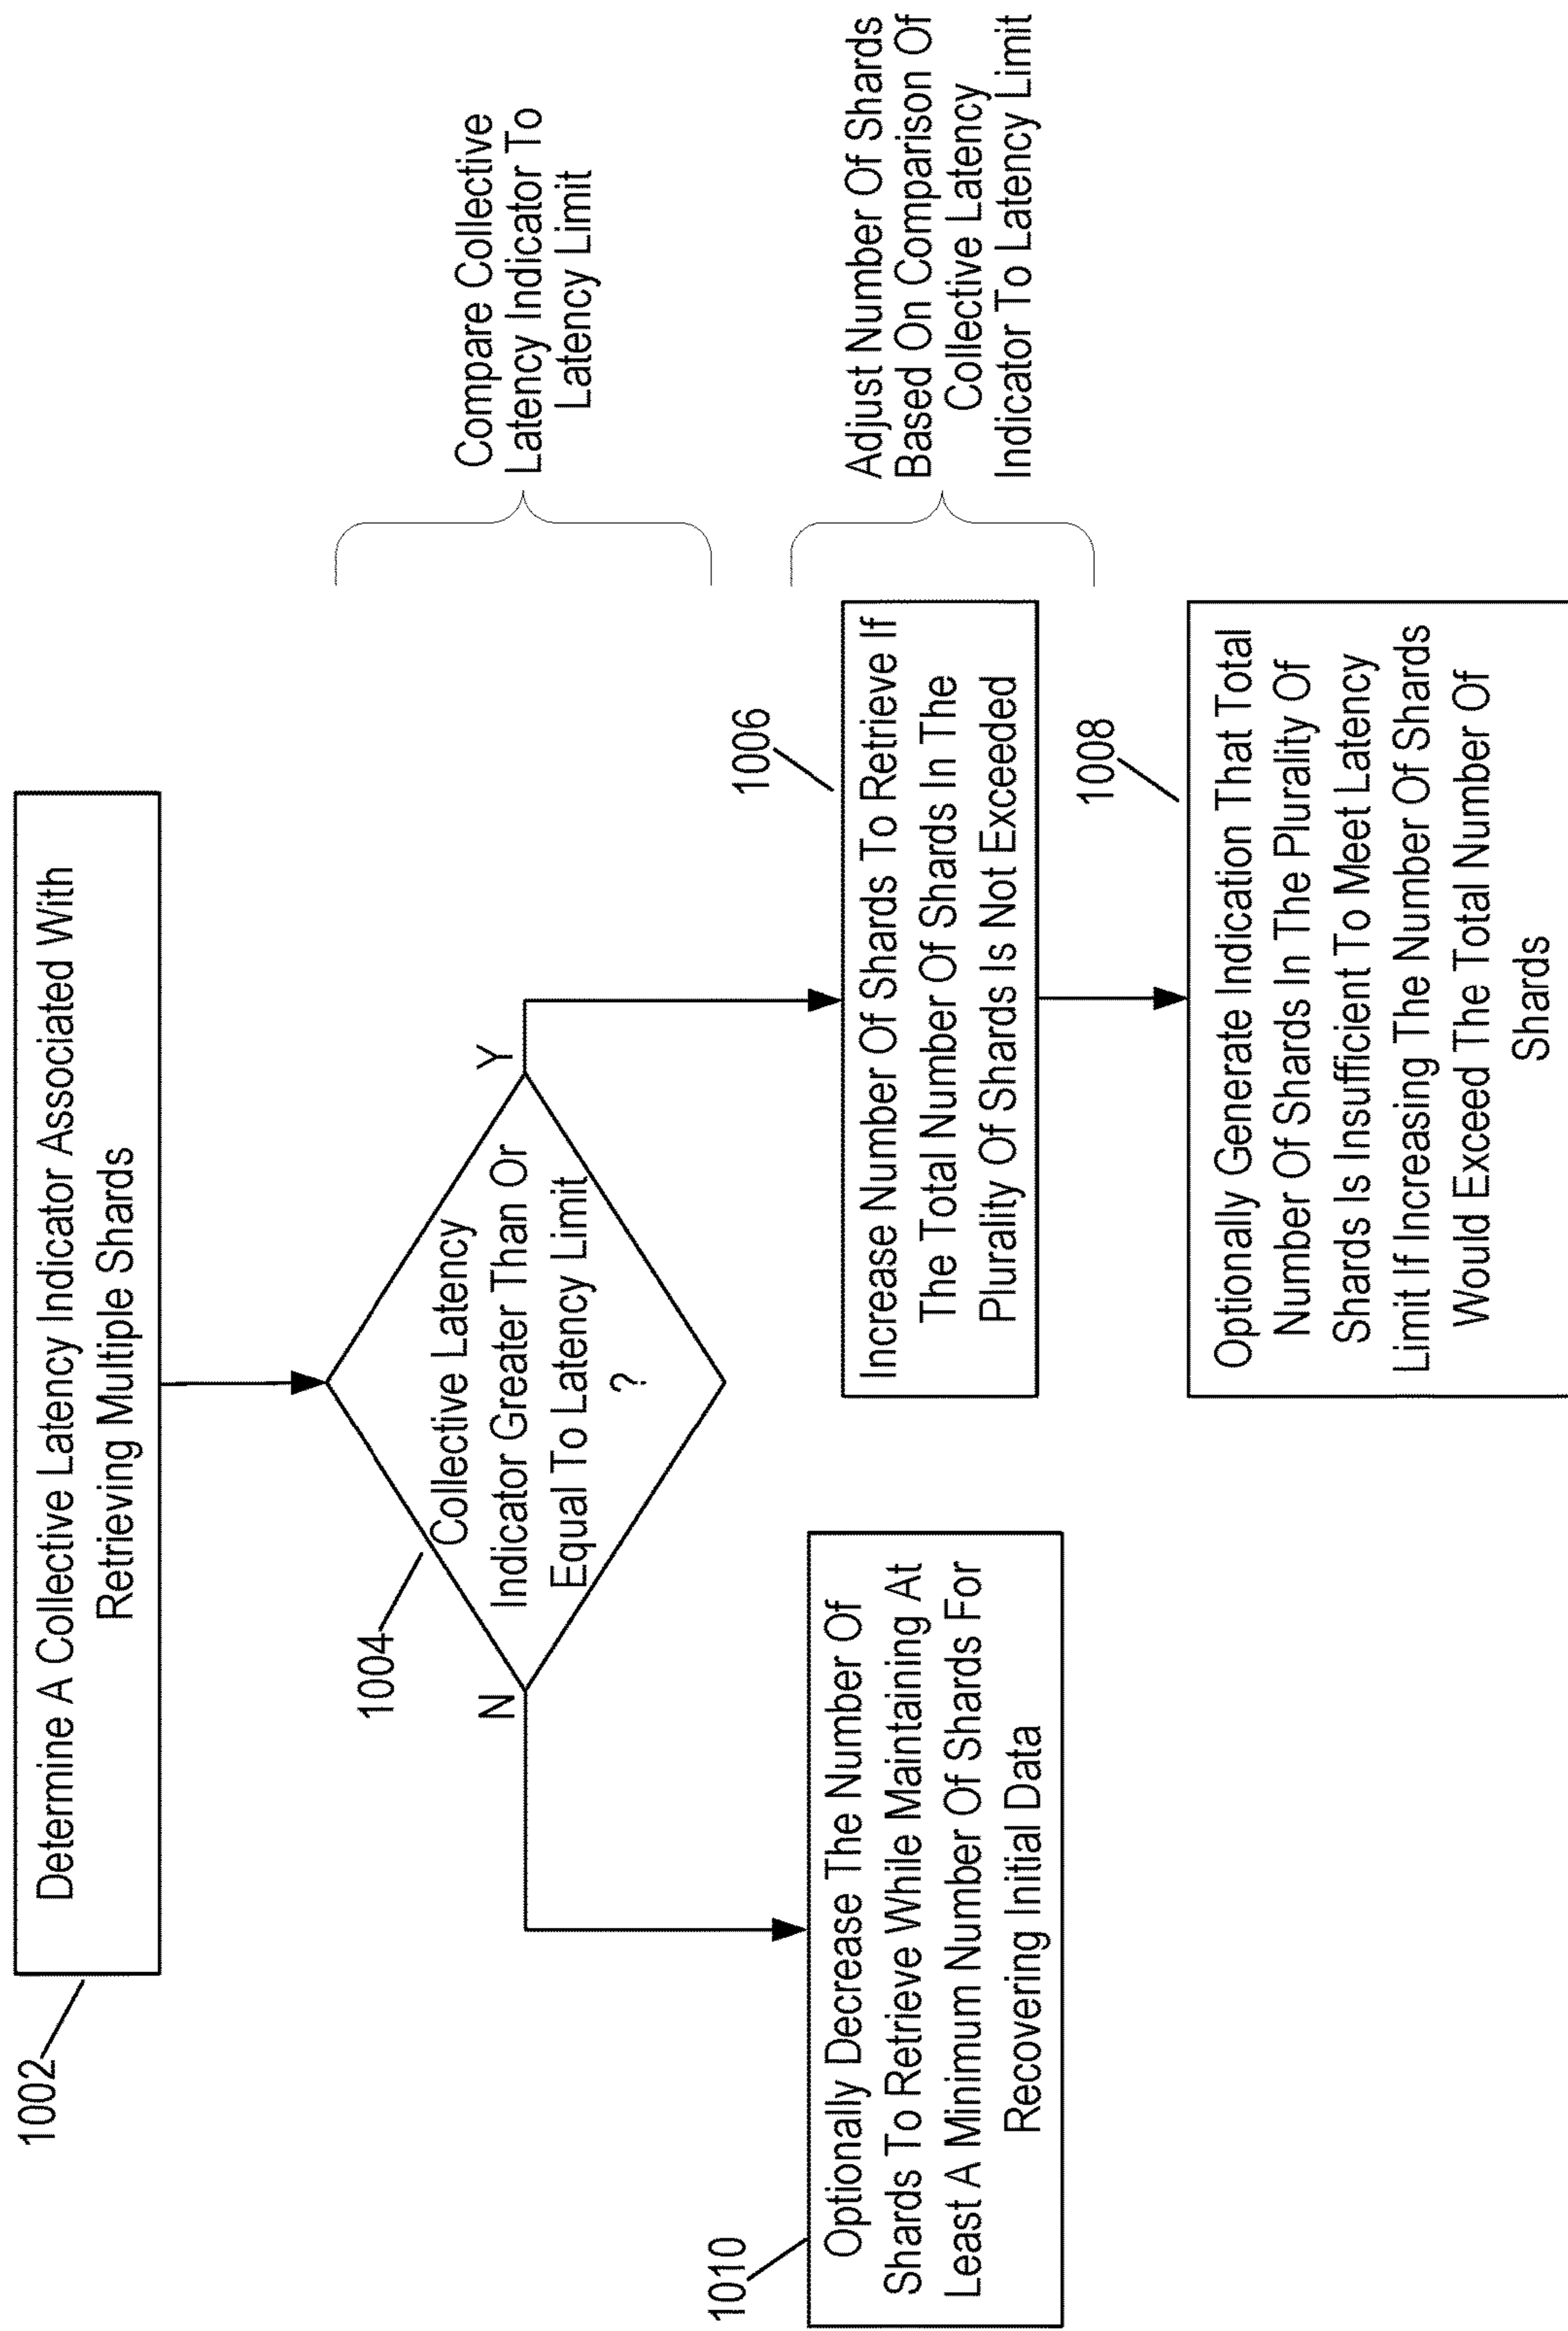 1002
Determine A Collective Latency Indicator Associated With
Retrieving Multiple Shards
1004
Collective Latency
Indicator Greater Than Or
Equal To Latency Limit
?
N
Y
Compare Collective
Latency Indicator To
Latency Limit
1010
Optionally Decrease The Number Of
Shards To Retrieve While Maintaining At
Least A Minimum Number Of Shards For
Recovering Initial Data
1006
Increase Number Of Shards To Retrieve If
The Total Number Of Shards In The
Plurality Of Shards Is Not Exceeded
Adjust Number Of Shards
Based On Comparison Of
Collective Latency
Indicator To Latency Limit
1008
Optionally Generate Indication That Total
Number Of Shards In The Plurality Of
Shards Is Insufficient To Meet Latency
Limit If Increasing The Number Of Shards
Would Exceed The Total Number Of
Shards